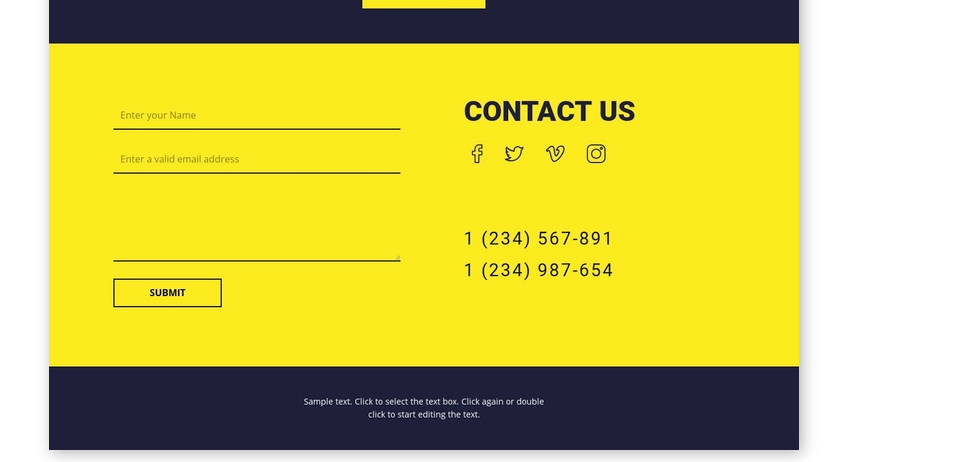 Enter your Name
Enter a valid email address
SUBMIT
CONTACT US
1 (234) 567-891
1 (234) 987-654
Sample text. Click to select the text box. Click again or double
click to start editing the text.